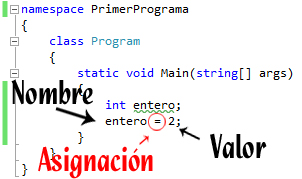 namespace PrimerPrograma
{
class Program
{
static void Main(string[] args)
{
Nombre
int entero;
entero = 2;
}
Asignación
Valor
}
}